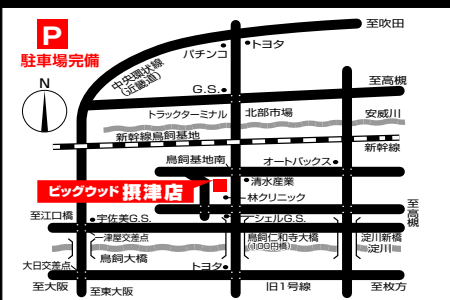 P
駐車場完備
N
至吹田
パチンコ
トヨタ
中央環状線
(近畿道)
G.S.
至高槻
トラックターミナル
北部市場
安威川
新幹線鳥飼基地
新幹線
鳥飼基地南
オートバックス
ビッグウッド 摂津店
清水産業
林クリニック
至高槻
至江口橋
宇佐美G.S.
シェルG.S.
一津屋交差点
鳥飼仁和寺大橋
(100円橋)
淀川新橋
淀川
鳥飼大橋
大日交差点
トヨタ
至大阪
至東大阪
旧1号線
至枚方